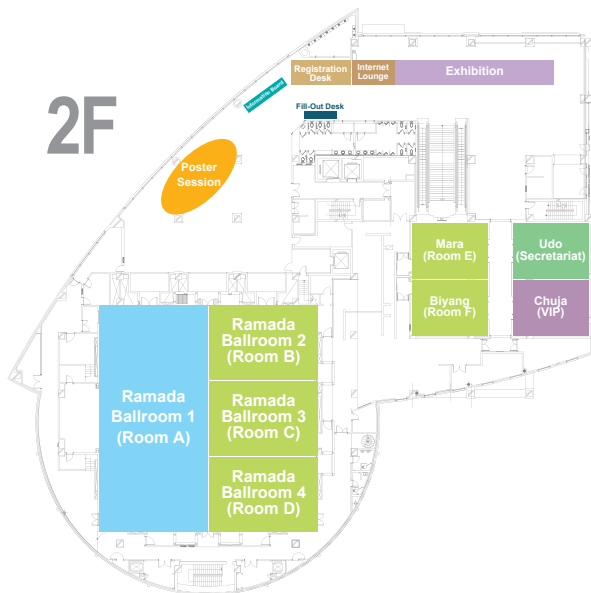 Registration
Desk
Internet
Lounge
Exhibition
Information Board
Fill-Out Desk
2F
Poster
Session
Mara
(Room E)
Udo
(Secretariat)
Biyang
(Room F)
Chuja
(VIP)
Ramada
Ballroom 1
(Room A)
Ramada
Ballroom 2
(Room B)
Ramada
Ballroom 3
(Room C)
Ramada
Ballroom 4
(Room D)